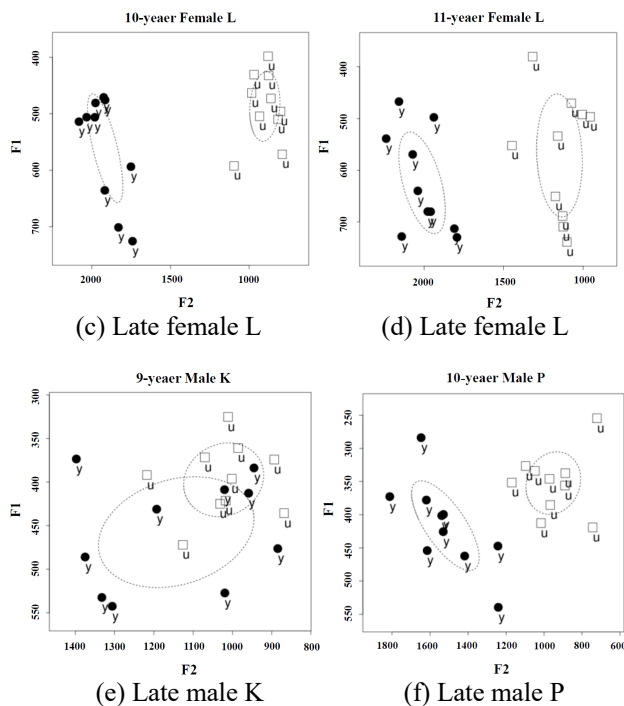 10-yeaer Female L
F1
400
500
600
700
u
u u
u u
y y
y u u u
y y y y u
y u u
y
y
y
2000 1500 1000
F2
(c) Late female L
11-yeaer Female L
F1
400
500
600
700
u
y u
y u u
y u u
y
y u
y y u
y y u
y u
2000 1500 1000
F2
(d) Late female L
9-yeaer Male K
F1
300
350
400
450
500
550
u
u
y u u
u u y
y y
y u u u
u y
y
y y
y
1400 1300 1200 1100 1000 900 800
F2
(e) Late male K
10-yeaer Male P
F1
250
300
350
400
450
500
550
u
y
u u
u u u u
y y u
y y u u
y
y y y
y
1800 1600 1400 1200 1000 800 600
F2
(f) Late male P